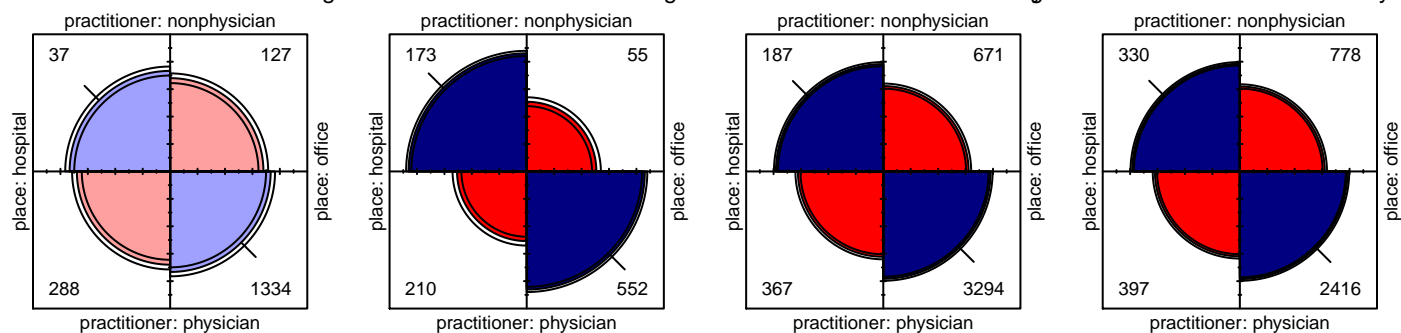 practitioner: nonphysician
37 127
place: hospital
place: office
288 1334
practitioner: physician
practitioner: nonphysician
173 55
place: hospital
place: office
210 552
practitioner: physician
practitioner: nonphysician
187 671
place: hospital
place: office
367 3294
practitioner: physician
practitioner: nonphysician
330 778
place: hospital
place: office
397 2416
practitioner: physician